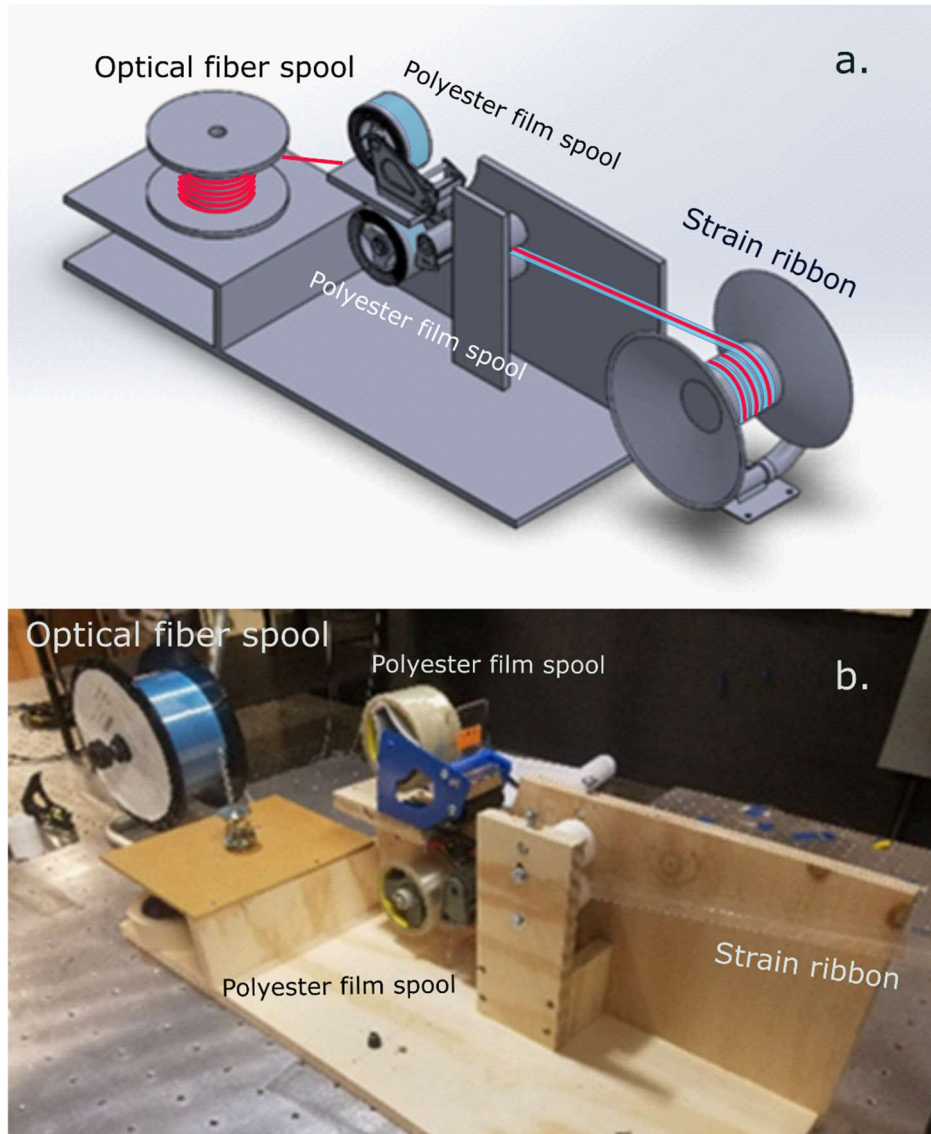 a.
Optical fiber spool
Polyester film spool
Strain ribbon
Polyester film spool
Optical fiber spool
Polyester film spool
b.
Strain ribbon
Polyester film spool